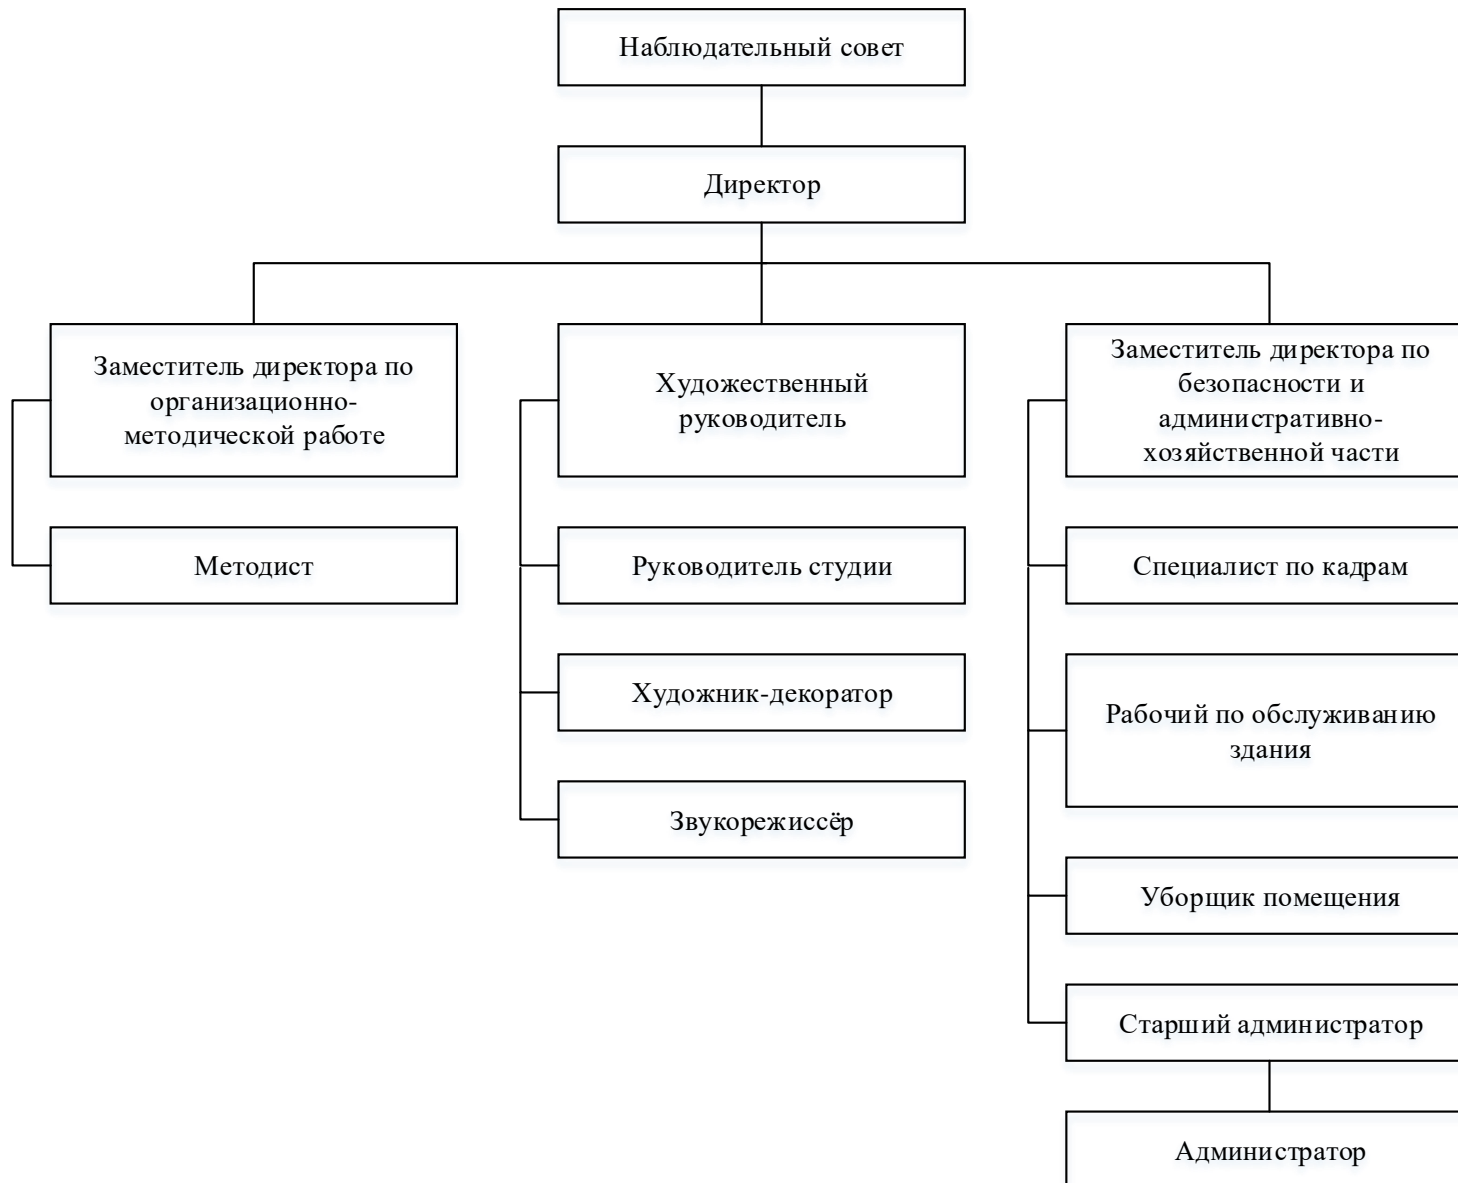 Наблюдательный совет
Директор
Заместитель директора по
организационно-
методической работе
Художественный
руководитель
Заместитель директора по
безопасности и
административно-
хозяйственной части
Методист
Руководитель студии
Специалист по кадрам
Художник-декоратор
Рабочий по обслуживанию
здания
Звукорежиссёр
Уборщик помещения
Старший администратор
Администратор